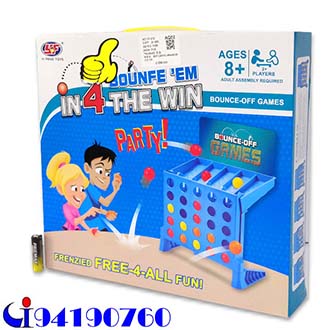 BOUNFE 'EM
IN 4 THE WIN
AGES
8+
2+
PLAYERS
ADULT ASSEMBLY REQUIRED
BOUNCE-OFF GAMES
PARTY!
BOUNCE-OFF
GAMES
FRENZIED FREE-4-ALL FUN!
94190760